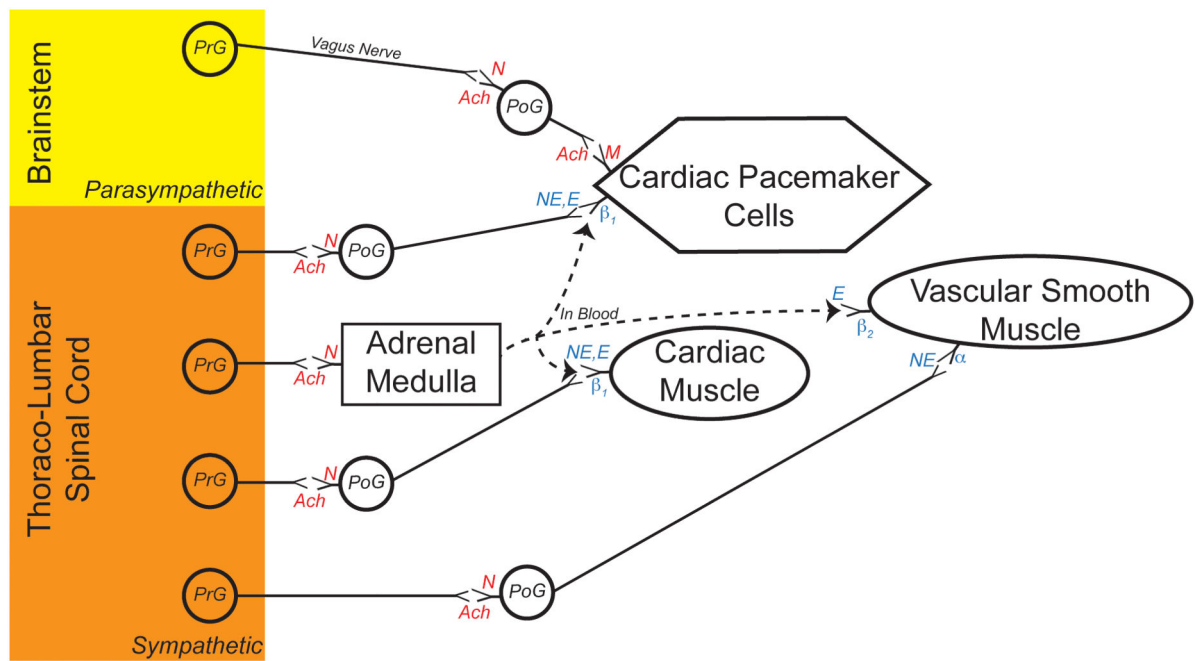 Brainstem
Parasympathetic
PrG
Vagus Nerve
N
Ach
PoG
Ach
M
Cardiac Pacemaker
Cells
NE,E
β1
Thoraco-Lumbar
Spinal Cord
Sympathetic
PrG
N
Ach
PoG
PrG
N
Ach
Adrenal
Medulla
In Blood
E
β2
Vascular Smooth
Muscle
NE
α
NE,E
β1
Cardiac
Muscle
PrG
N
Ach
PoG
PrG
N
Ach
PoG